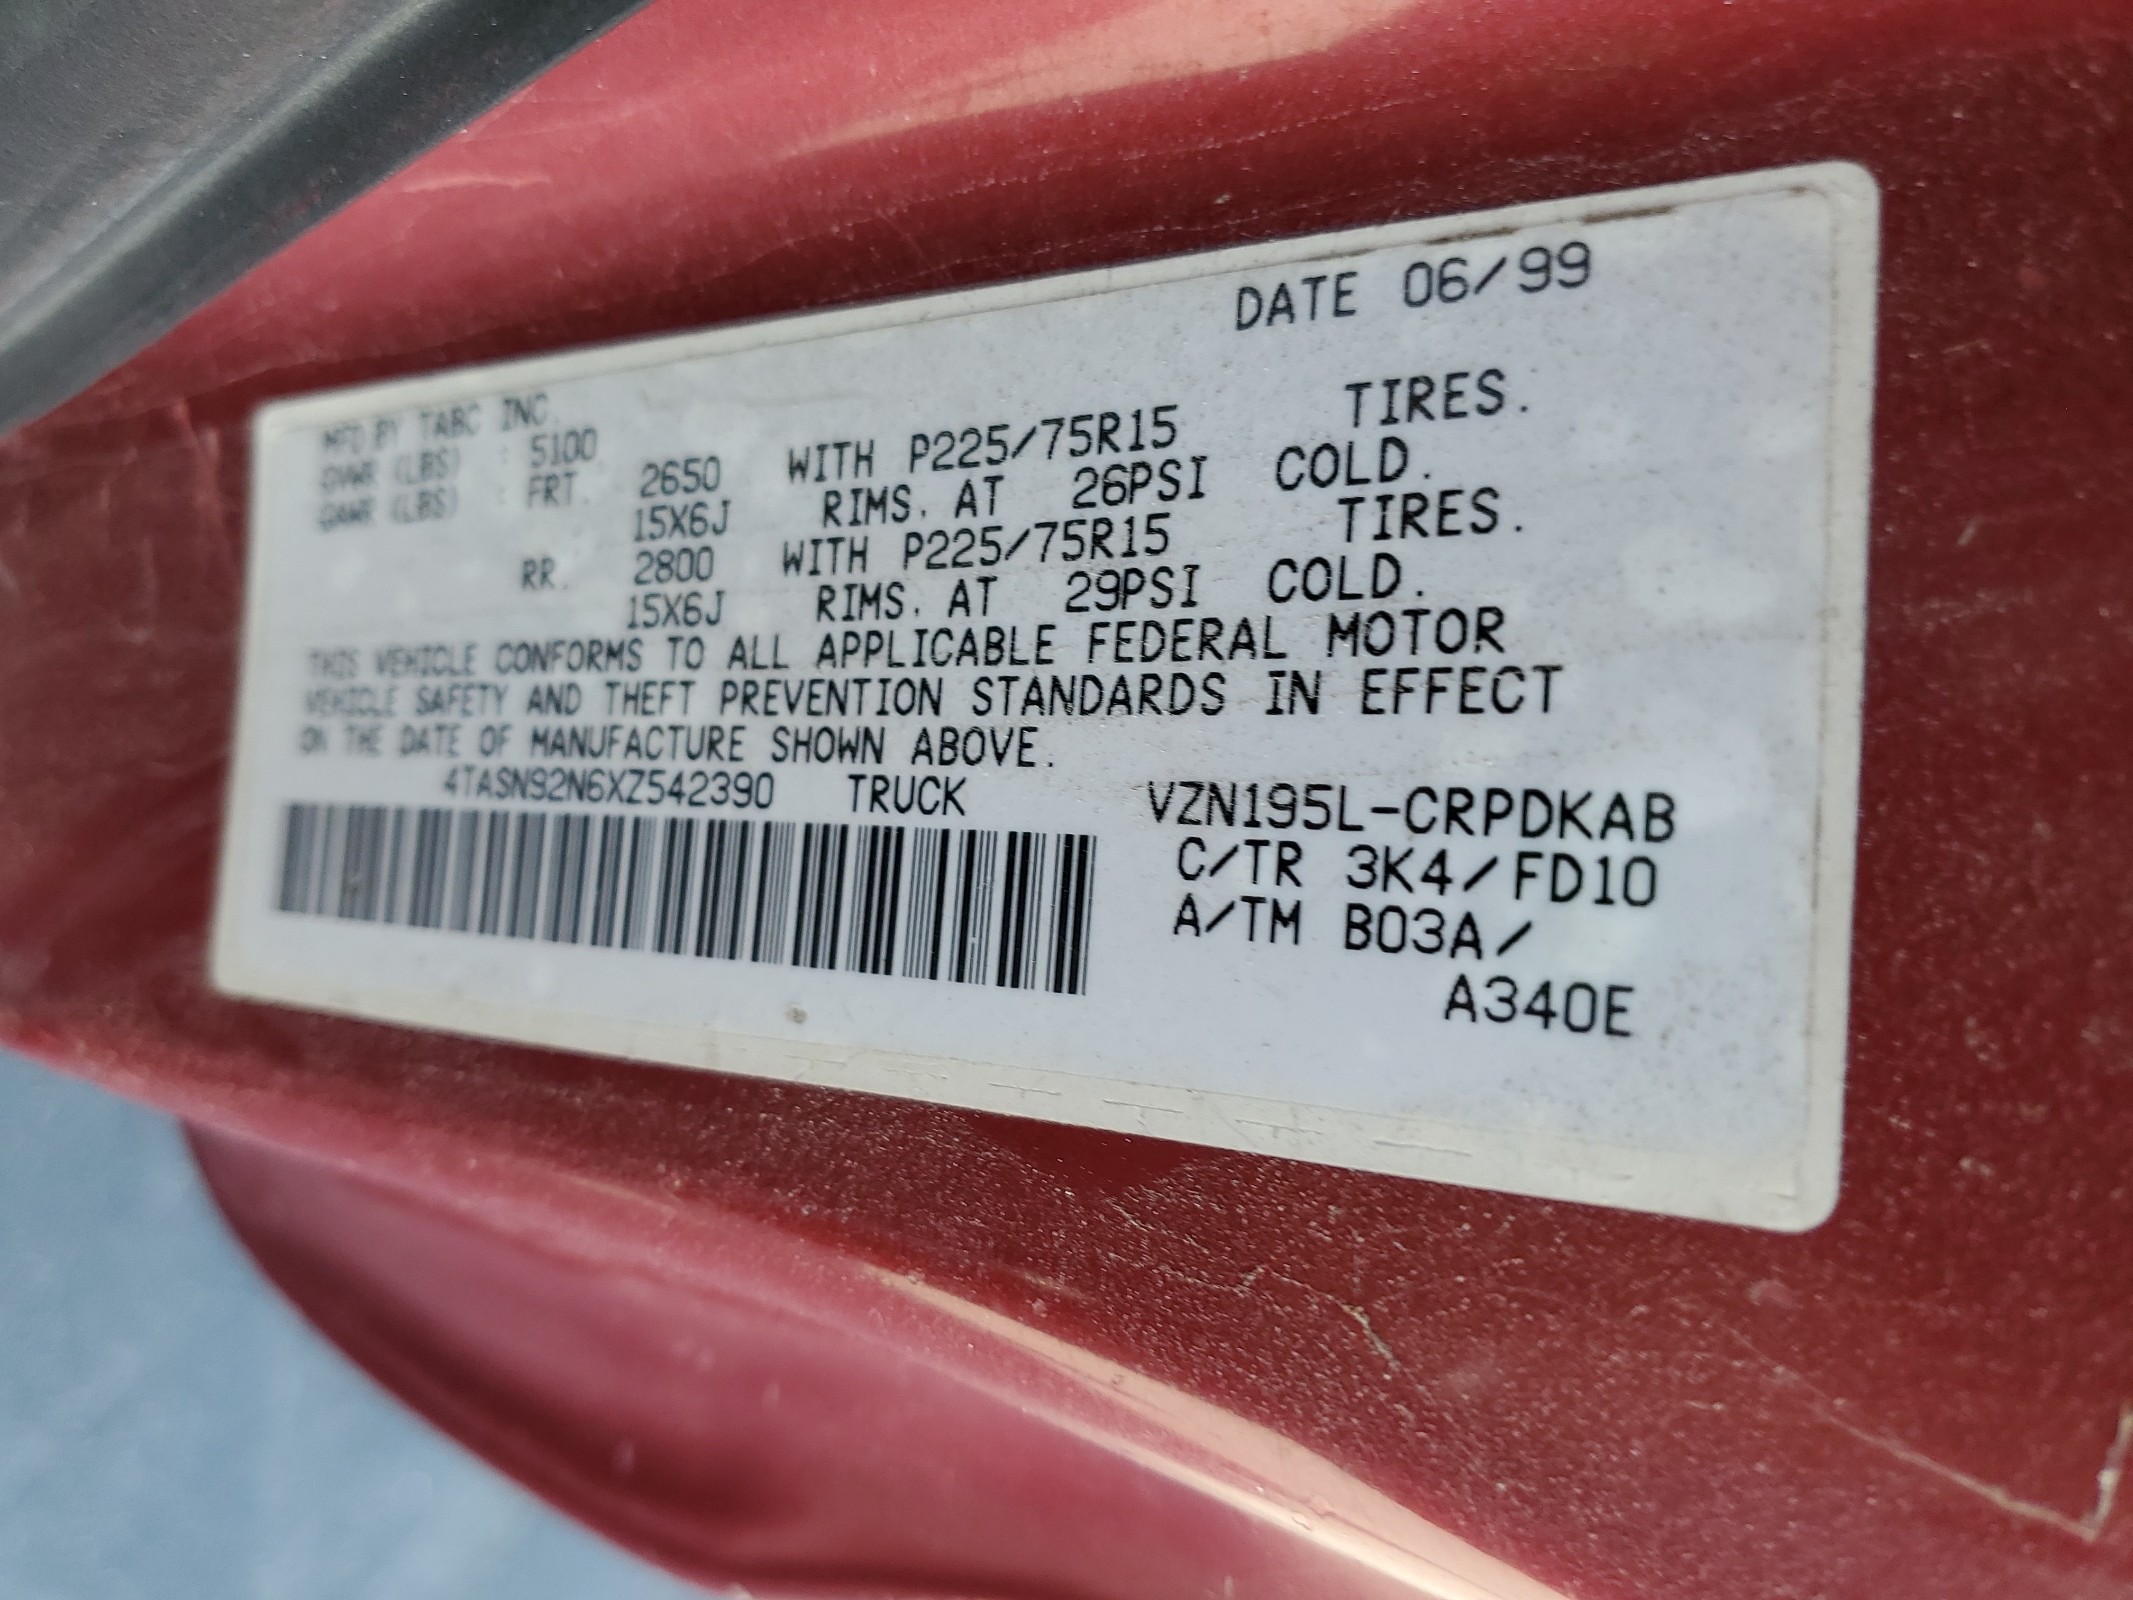 DATE 06/99
MFD BY TABC INC.
GVWR (LBS) : 5100
GAWR (LBS) : FRT. 2650 WITH P225/75R15 TIRES.
15X6J RIMS. AT 26PSI COLD.
RR. 2800 WITH P225/75R15 TIRES.
15X6J RIMS. AT 29PSI COLD.
THIS VEHICLE CONFORMS TO ALL APPLICABLE FEDERAL MOTOR
VEHICLE SAFETY AND THEFT PREVENTION STANDARDS IN EFFECT
ON THE DATE OF MANUFACTURE SHOWN ABOVE.
4TASN92N6XZ542390 TRUCK VZN195L-CRPDKAB
C/TR 3K4/FD10
A/TM B03A/
A340E